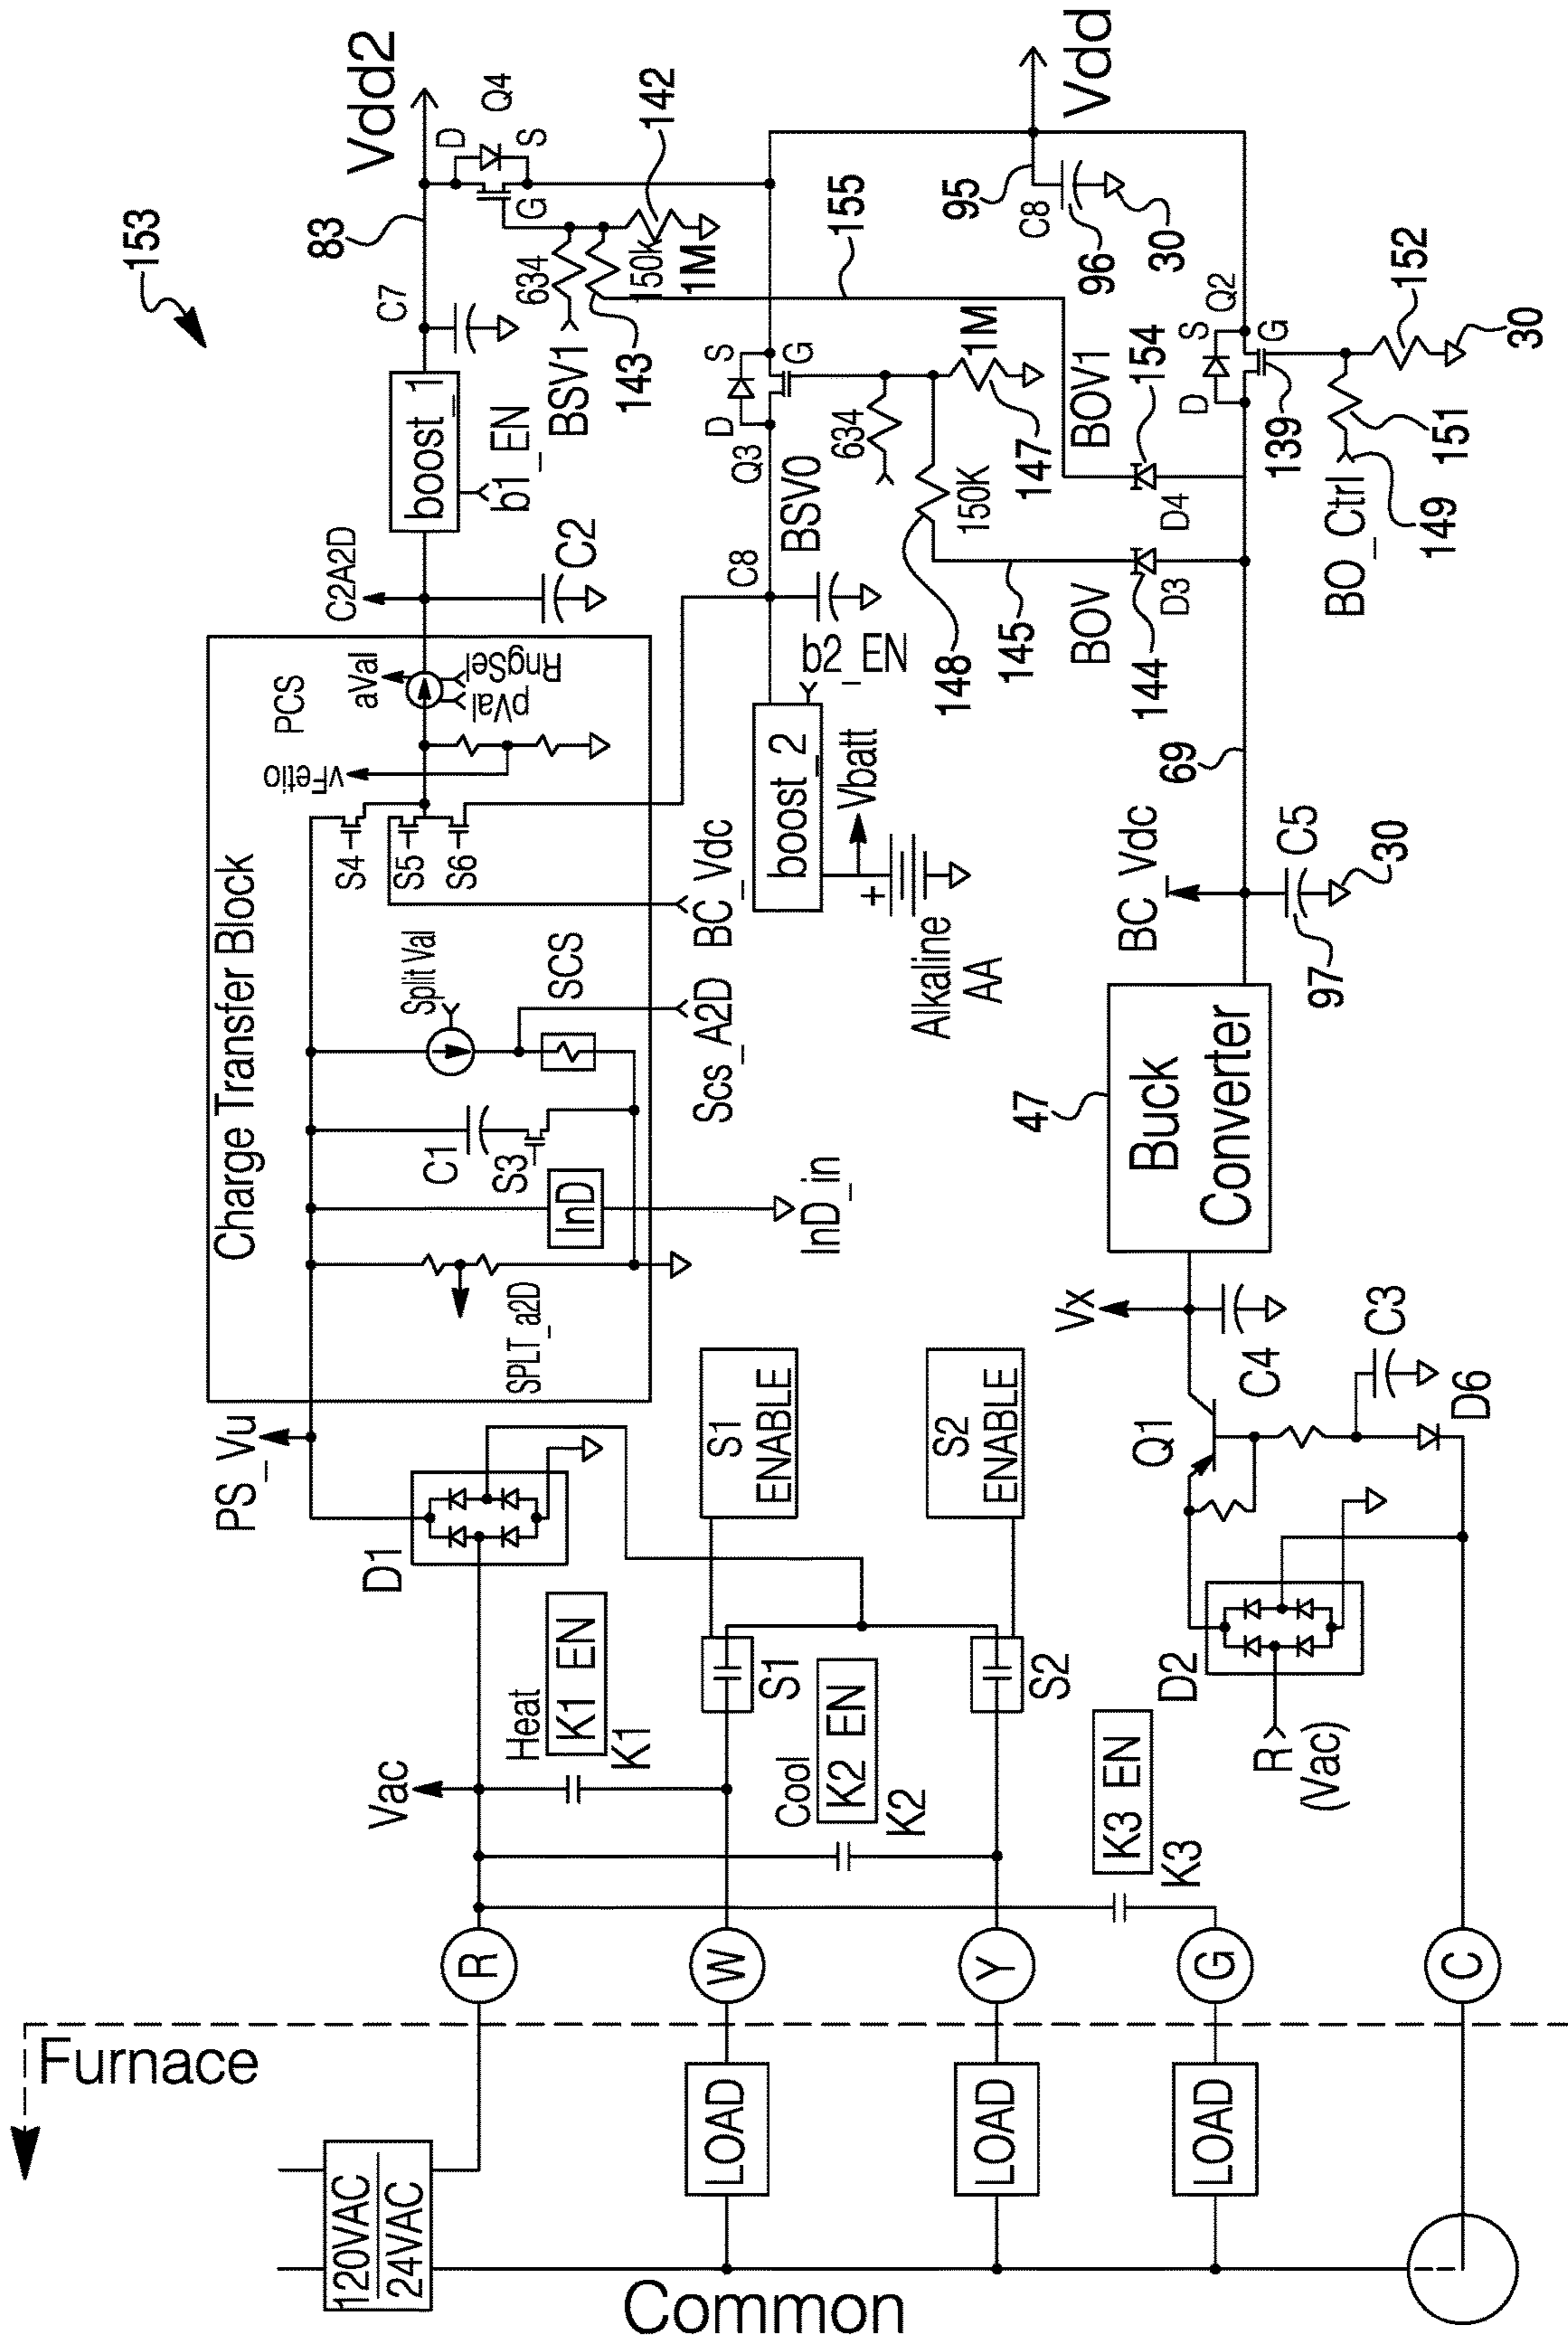 153
Vdd2
83
Q4
D
S
G
142
C7
634
150K
1M
BSV1
143
boost_1
b1_EN
C2A2D
C2
Charge Transfer Block
PCS
aVal
RngSel
pVal
vFetio
S4
S5
S6
Split Val
SCS
BC_Vdc
Scs_A2D
C1
S3
InD
InD_in
SPLT_a2D
PS_Vu
D1
Vdd
95
C8
96
30
155
Q3
D
S
G
634
1M
147
BSV0
C8
150K
148
145
b2_EN
boost_2
Vbatt
+
Alkaline
AA
BOV1
154
D4
BOV
144
D3
Q2
S
D
G
139
152
30
151
149
BO_Ctrl
69
BC_Vdc
C5
97
30
47
Buck
Converter
Vx
C4
C3
Q1
D6
D2
R
(Vac)
S1
ENABLE
S2
ENABLE
S1
S2
Vac
Heat
K1 EN
K1
Cool
K2 EN
K2
K3 EN
K3
R
W
Y
G
C
Furnace
120VAC
24VAC
LOAD
LOAD
LOAD
Common